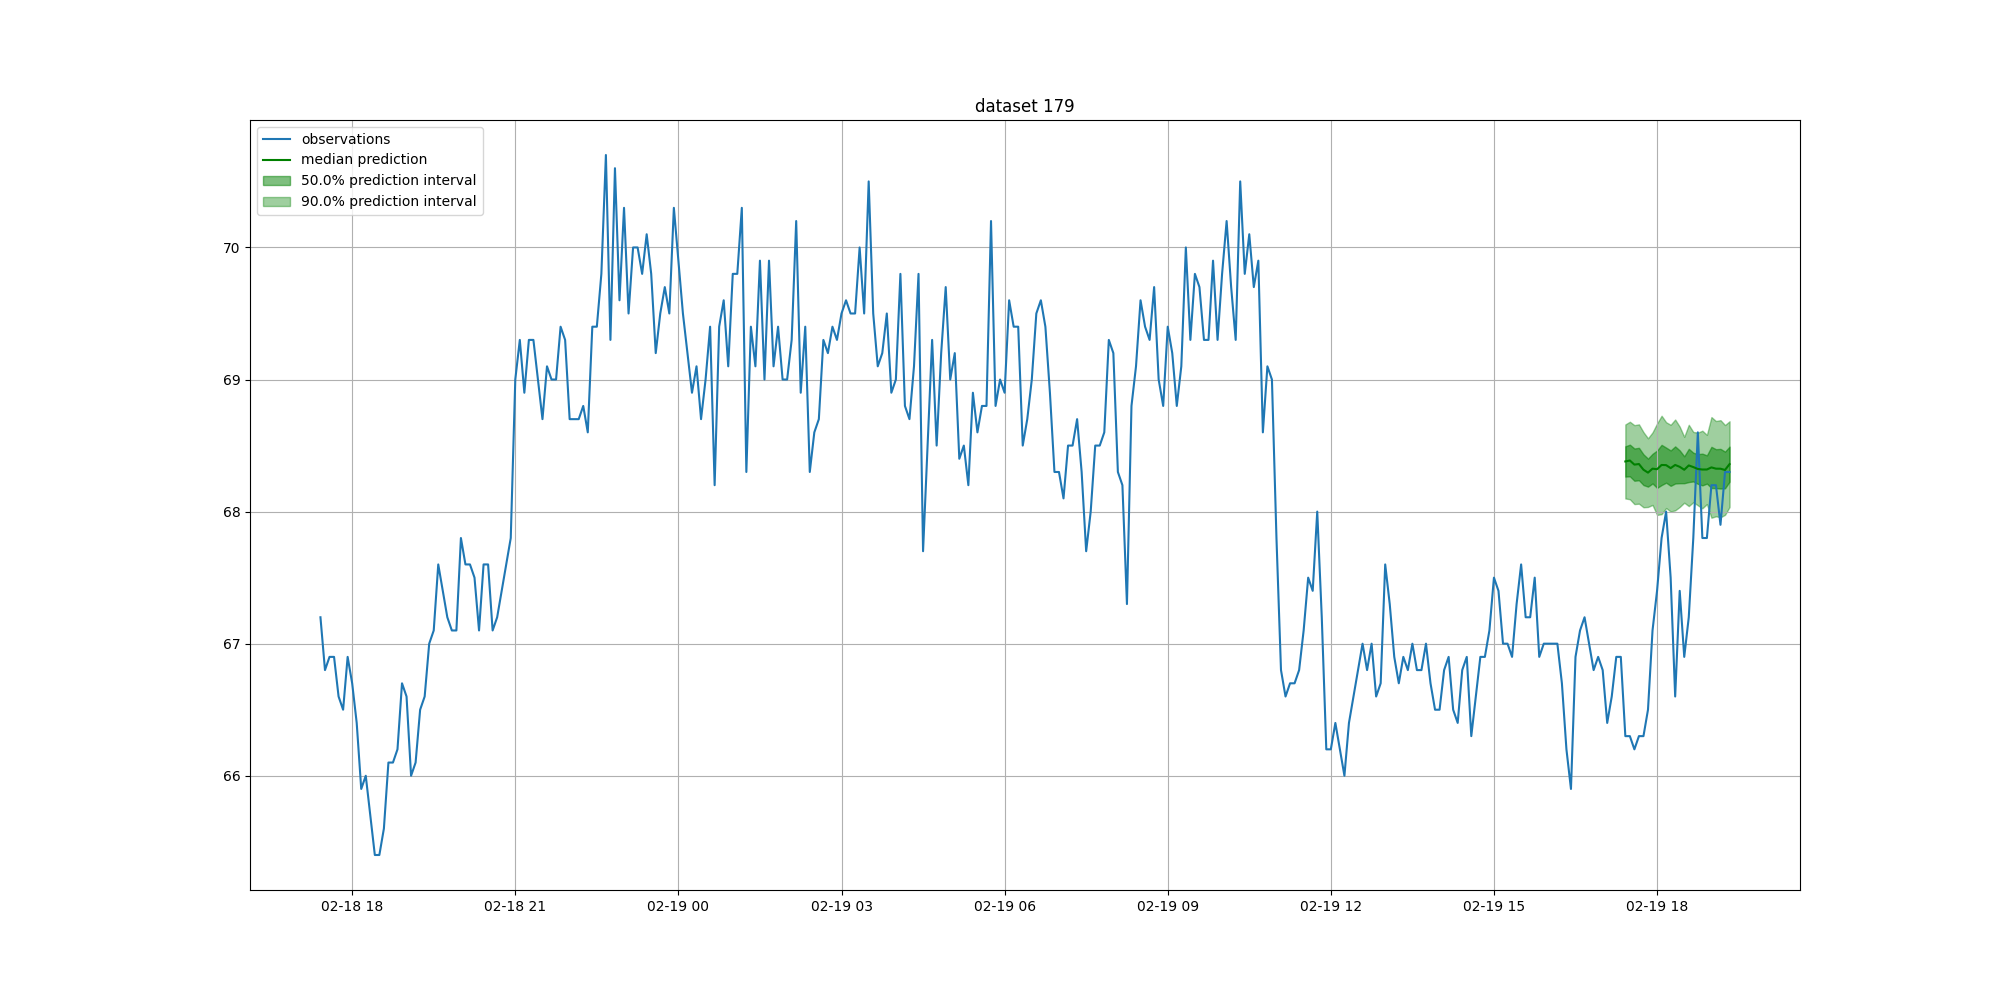 dataset 179
observations
median prediction
50.0% prediction interval
90.0% prediction interval
70
69
68
67
66
02-18 18
02-18 21
02-19 00
02-19 03
02-19 06
02-19 09
02-19 12
02-19 15
02-19 18